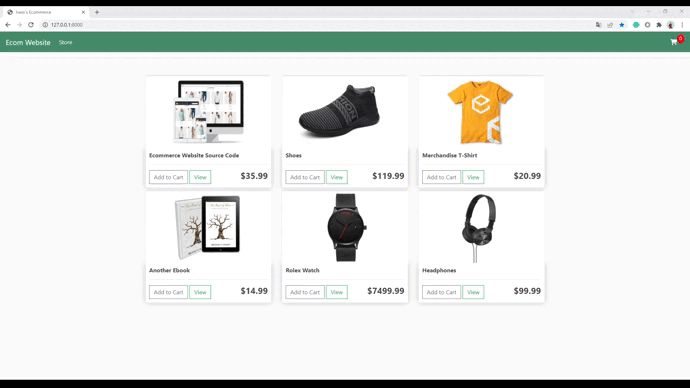 127.0.0.1:8000
Ecom Website Store 0
Ecommerce Website Source Code
Add to Cart View $35.99
Shoes
Add to Cart View $119.99
Merchandise T-Shirt
Add to Cart View $20.99
Another Ebook
Add to Cart View $14.99
Rolex Watch
Add to Cart View $7499.99
Headphones
Add to Cart View $99.99